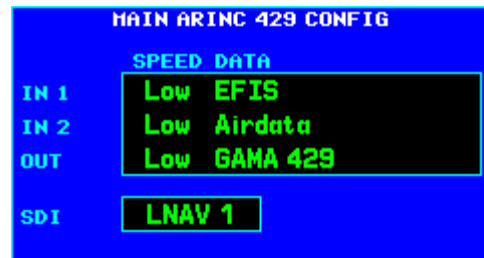 MAIN ARINC 429 CONFIG
SPEED DATA
IN 1 Low EFIS
IN 2 Low Airdata
OUT Low GAMA 429
SDI LNAV 1